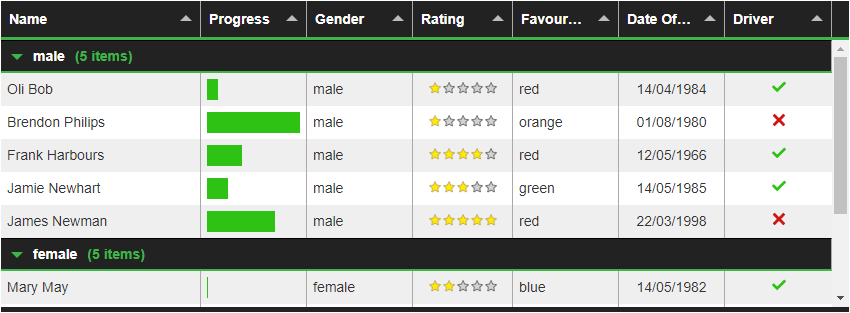 Name Progress Gender Rating Favour... Date Of... Driver
male (5 items)
Oli Bob male red 14/04/1984
Brendon Philips male orange 01/08/1980
Frank Harbours male red 12/05/1966
Jamie Newhart male green 14/05/1985
James Newman male red 22/03/1998
female (5 items)
Mary May female blue 14/05/1982